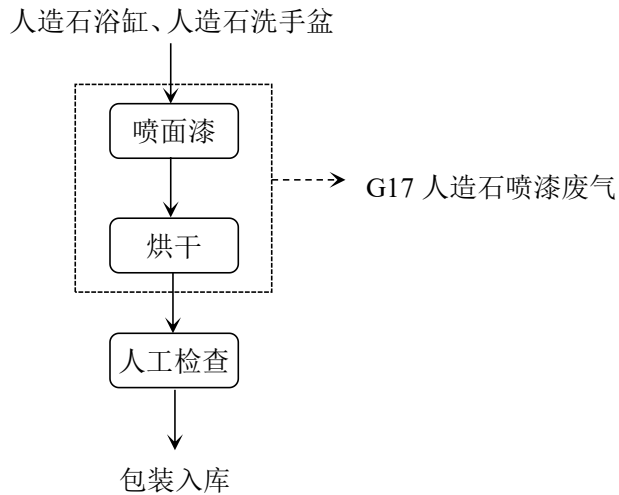 人造石浴缸、人造石洗手盆
喷面漆
G17 人造石喷漆废气
烘干
人工检查
包装入库